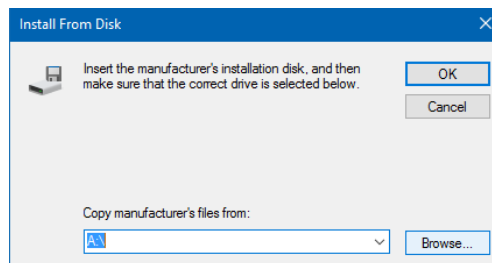 Install From Disk
Insert the manufacturer's installation disk, and then
make sure that the correct drive is selected below.
OK
Cancel
Copy manufacturer's files from:
A:\
Browse...